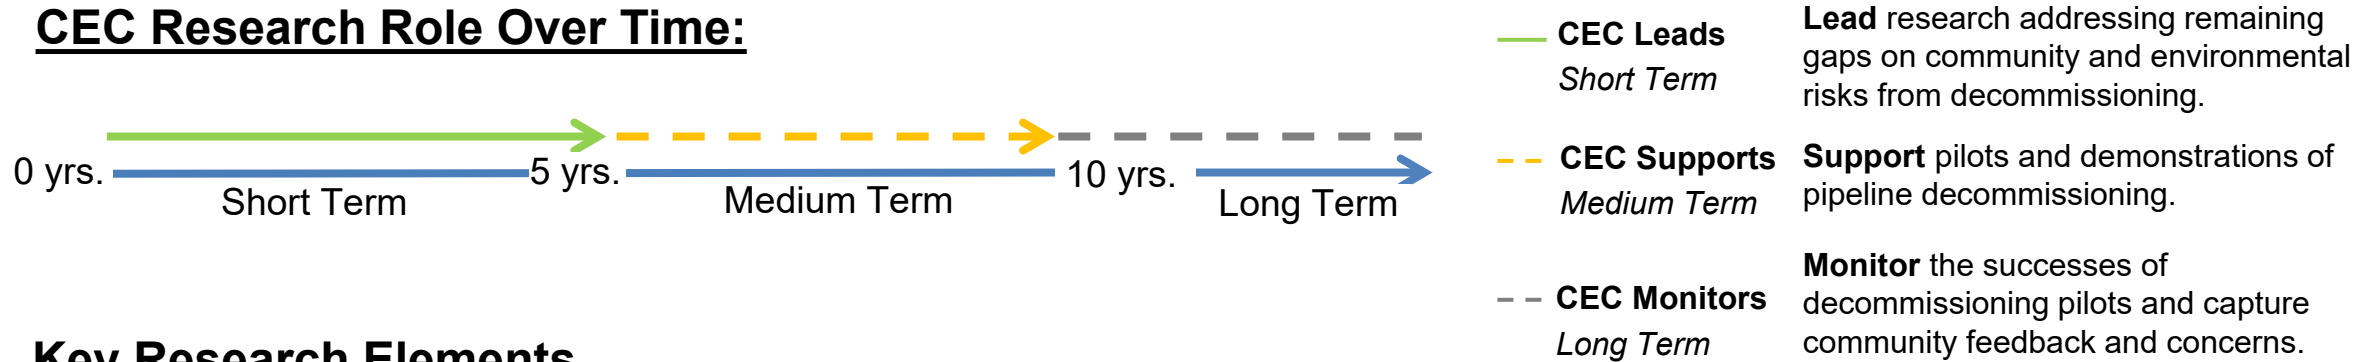 CEC Research Role Over Time:
0 yrs.
5 yrs.
10 yrs.
Short Term
Medium Term
Long Term
CEC Leads
Short Term
Lead research addressing remaining
gaps on community and environmental
risks from decommissioning.
CEC Supports
Medium Term
Support pilots and demonstrations of
pipeline decommissioning.
CEC Monitors
Long Term
Monitor the successes of
decommissioning pilots and capture
community feedback and concerns.
Key Research Elements